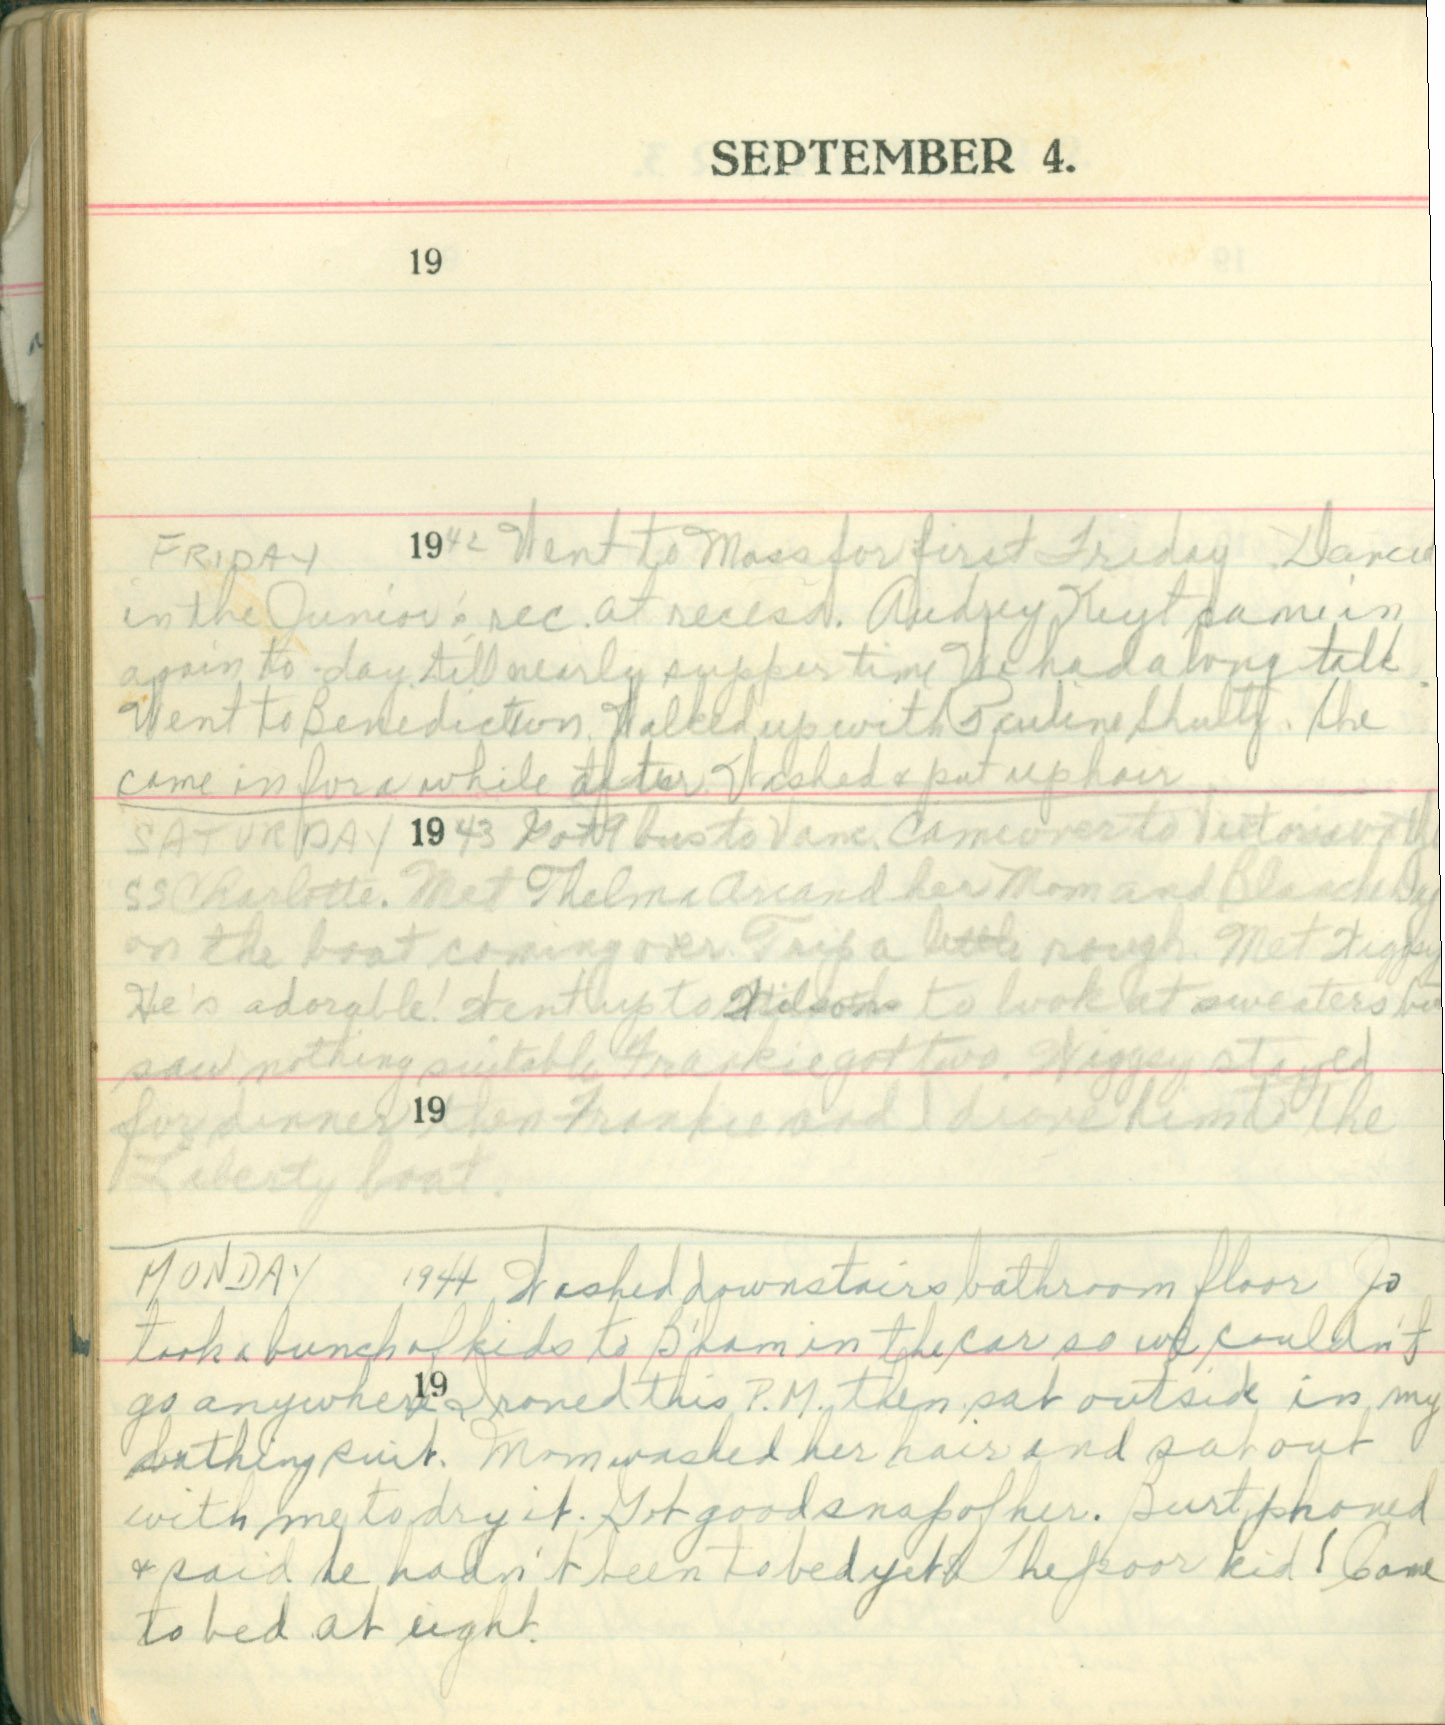 SEPTEMBER 4.
19
FRIDAY 1942 Went to Mass for first Friday. Danced
in the Junior's rec. at recess. Audrey Keyt came in
again to-day till nearly supper time We had a long talk.
Went to Benediction. Walked up with Pauline Shultz. She
came in for a while after. Washed & put up hair
SATURDAY 1943 Got 9 bus to Vanc. Came over to Victoria on the
SS Charlotte. Met Thelma Arcand her Mom and Blanche
on the boat coming over. Trip a little rough. Met Wiggsy
He's adorable! Went up to Wilsons to look at sweaters but
saw nothing suitable Frankie got two. Wiggsy stayed
for dinner 19 then Frankie and I drove him to the
Liberty boat.
MONDAY 1944 Washed downstairs bathroom floor Jo
took a bunch of kids to B'ham in the car so we couldn't
go anywhere 19 Ironed this P.M. then sat outside in my
bathing suit. Mom washed her hair and sat out
with me to dry it. Got good snap of her. Burt phoned
& said he hadn't been to bed yet. The poor kid! Came
to bed at eight.